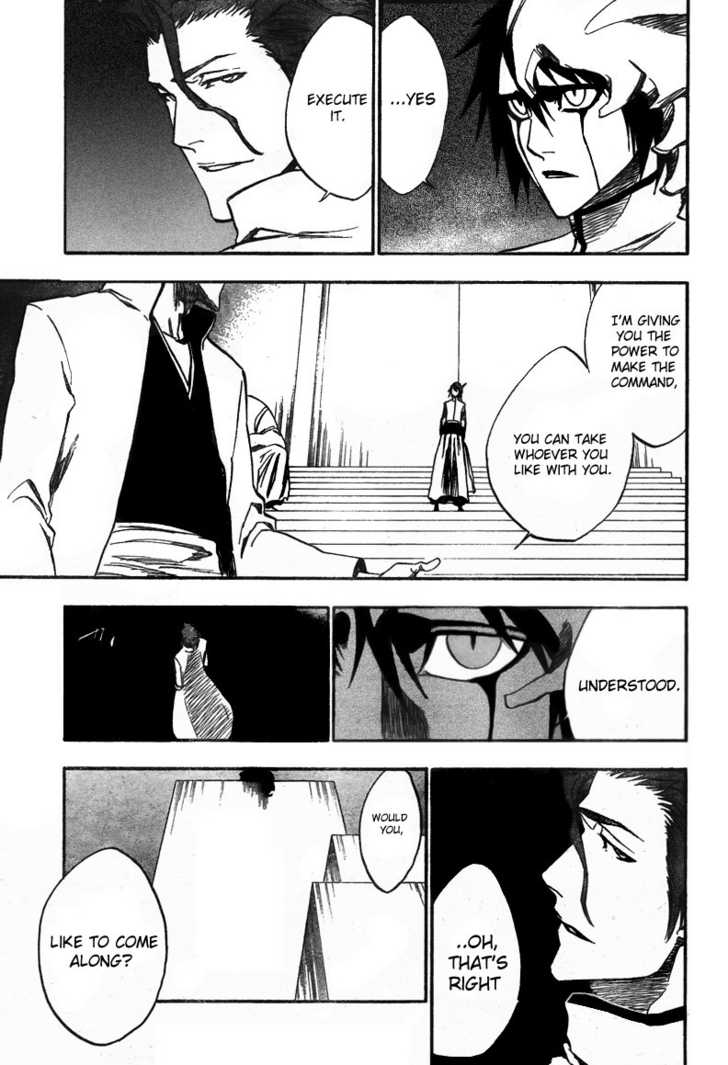 ...YES
EXECUTE
IT.
I'M GIVING
YOU THE
POWER TO
MAKE THE
COMMAND,
YOU CAN TAKE
WHOEVER YOU
LIKE WITH YOU.
UNDERSTOOD.
..OH,
THAT'S
RIGHT
WOULD
YOU,
LIKE TO COME
ALONG?